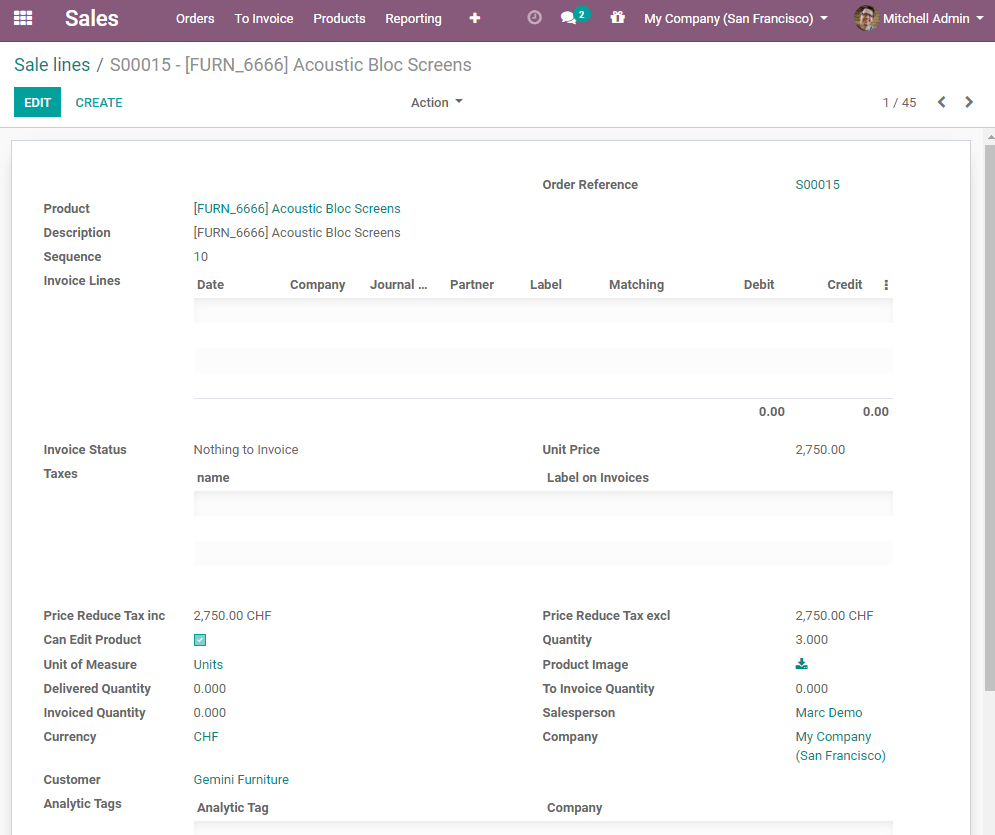 Sales Orders To Invoice Products Reporting 2 My Company (San Francisco) Mitchell Admin
Sale lines / S00015 - [FURN_6666] Acoustic Bloc Screens
EDIT CREATE Action 1 / 45
Order Reference S00015
Product [FURN_6666] Acoustic Bloc Screens
Description [FURN_6666] Acoustic Bloc Screens
Sequence 10
Invoice Lines Date Company Journal ... Partner Label Matching Debit Credit
0.00 0.00
Invoice Status Nothing to Invoice Unit Price 2,750.00
Taxes name Label on Invoices
Price Reduce Tax inc 2,750.00 CHF Price Reduce Tax excl 2,750.00 CHF
Can Edit Product Quantity 3.000
Unit of Measure Units Product Image
Delivered Quantity 0.000 To Invoice Quantity 0.000
Invoiced Quantity 0.000 Salesperson Marc Demo
Currency CHF Company My Company
(San Francisco)
Customer Gemini Furniture
Analytic Tags Analytic Tag Company